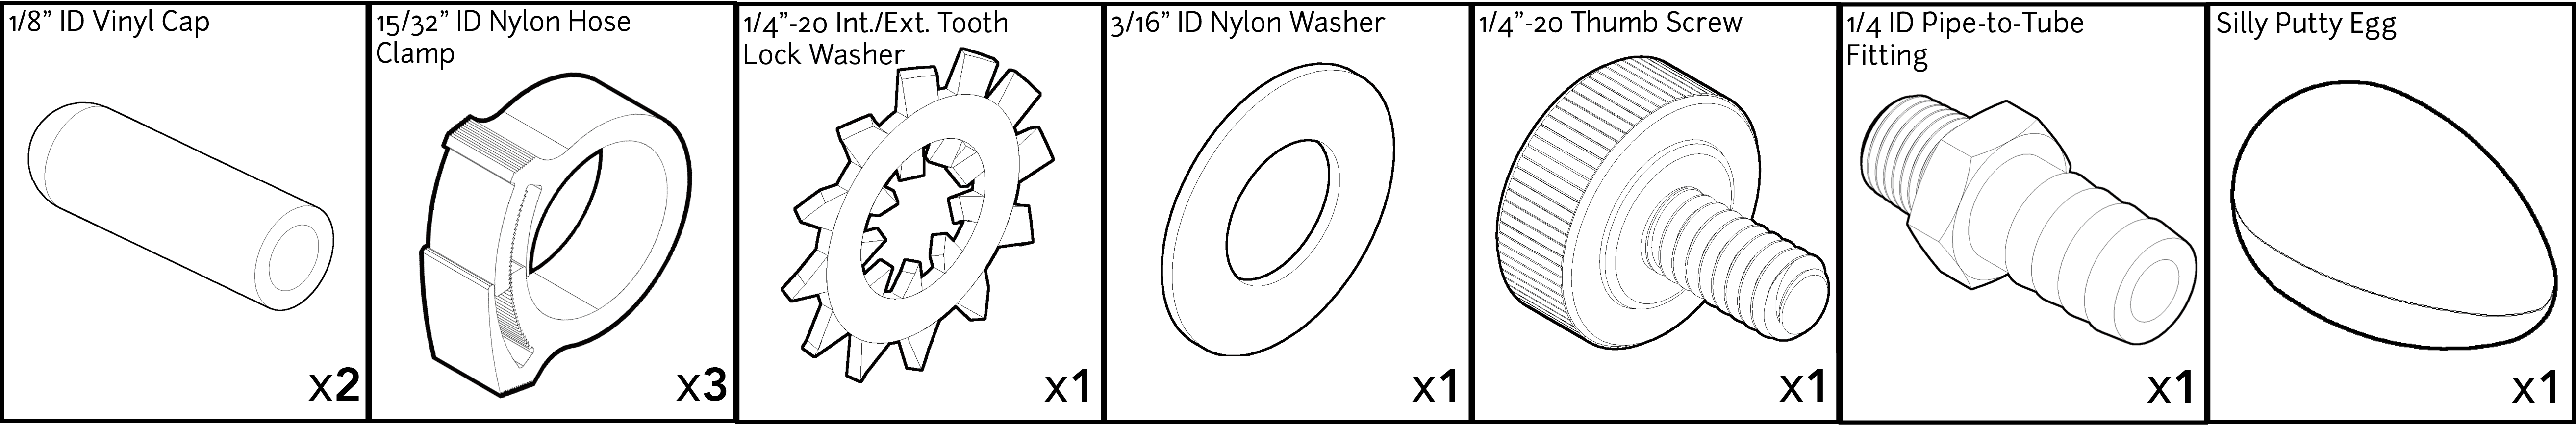 1/8” ID Vinyl Cap
x2
15/32” ID Nylon Hose
Clamp
x3
1/4”-20 Int./Ext. Tooth
Lock Washer
x1
3/16” ID Nylon Washer
x1
1/4”-20 Thumb Screw
x1
1/4 ID Pipe-to-Tube
Fitting
x1
Silly Putty Egg
x1